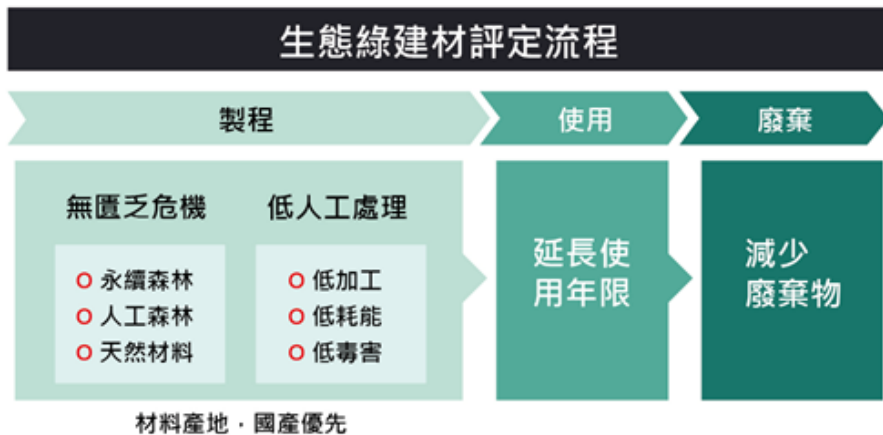 生態綠建材評定流程
製程
使用
廢棄
無匱乏危機
低人工處理
O 永續森林
O 人工森林
O 天然材料
O 低加工
O 低耗能
O 低毒害
延長使
用年限
減少
廢棄物
材料產地．國產優先